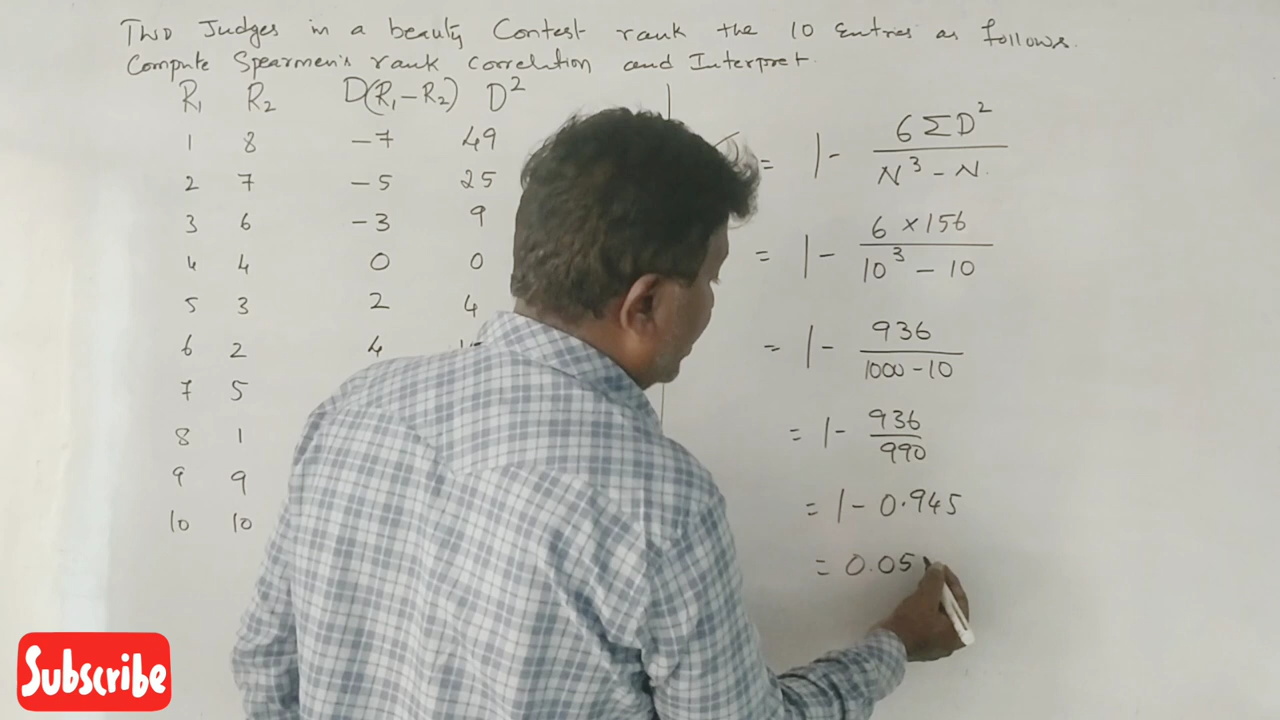 Two Judges in a beauty Contest rank the 10 Entries as follows.
Compute Spearmen's rank correlation and Interpret.
R₁ R₂ D(R₁-R₂) D²
1 8 -7 49
2 7 -5 25
3 6 -3 9
4 4 0 0
5 3 2 4
6 2 4
7 5
8 1
9 9
10 10
= 1 - 6ΣD² / N³ - N.
= 1 - 6 × 156 / 10³ - 10
= 1 - 936 / 1000 - 10
= 1 - 936 / 990
= 1 - 0.945
= 0.05
Subscribe